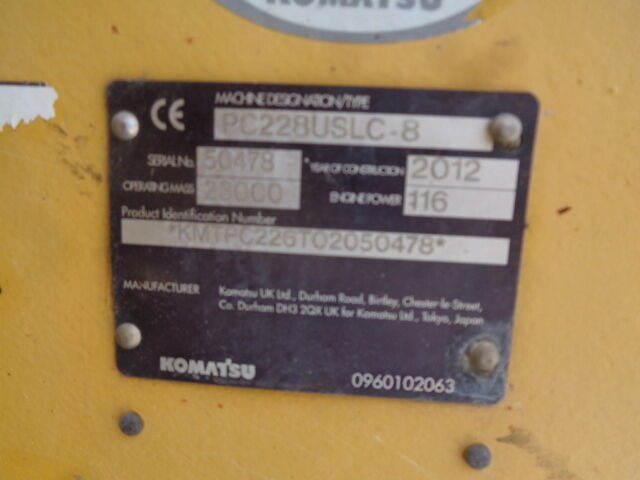 KOMATSU
CE
MACHINE DESIGNATION/TYPE
PC228USLC-8
SERIAL No. 50478 * YEAR OF CONSTRUCTION 2012
OPERATING MASS 23000 ENGINE POWER 116
Product Identification Number
*KMTPC226T02050478*
MANUFACTURER Komatsu UK Ltd., Durham Road, Birtley, Chester-le-Street,
Co. Durham DH3 2QX UK for Komatsu Ltd., Tokyo, Japan
KOMATSU
0960102063